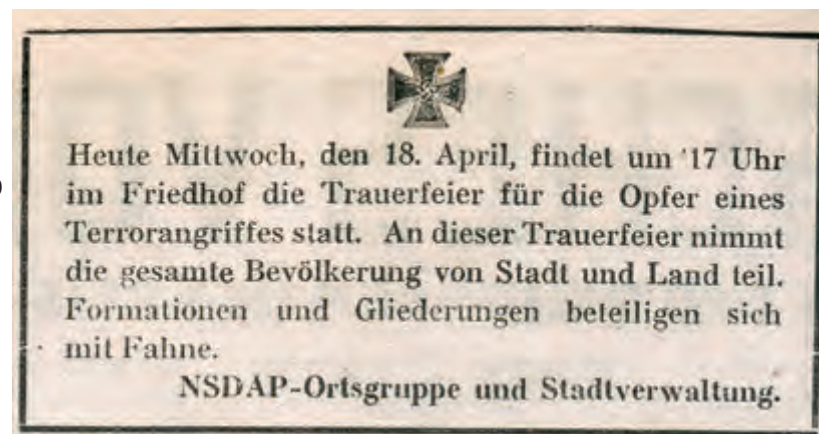 Heute Mittwoch, den 18. April, findet um 17 Uhr
im Friedhof die Trauerfeier für die Opfer eines
Terrorangriffes statt. An dieser Trauerfeier nimmt
die gesamte Bevölkerung von Stadt und Land teil.
Formationen und Gliederungen beteiligen sich
mit Fahne.
NSDAP-Ortsgruppe und Stadtverwaltung.